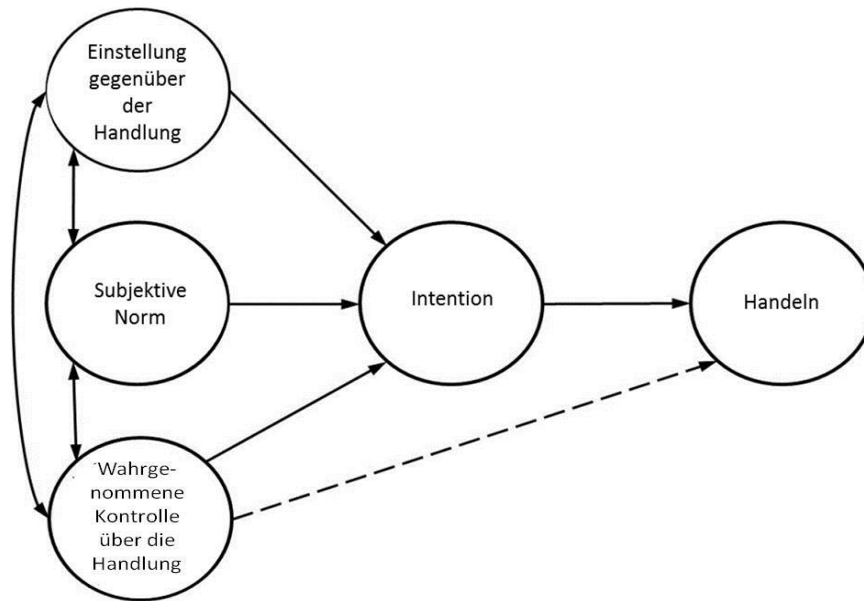 Einstellung
gegenüber
der
Handlung
Subjektive
Norm
Intention
Handeln
Wahrge-
nommene
Kontrolle
über die
Handlung